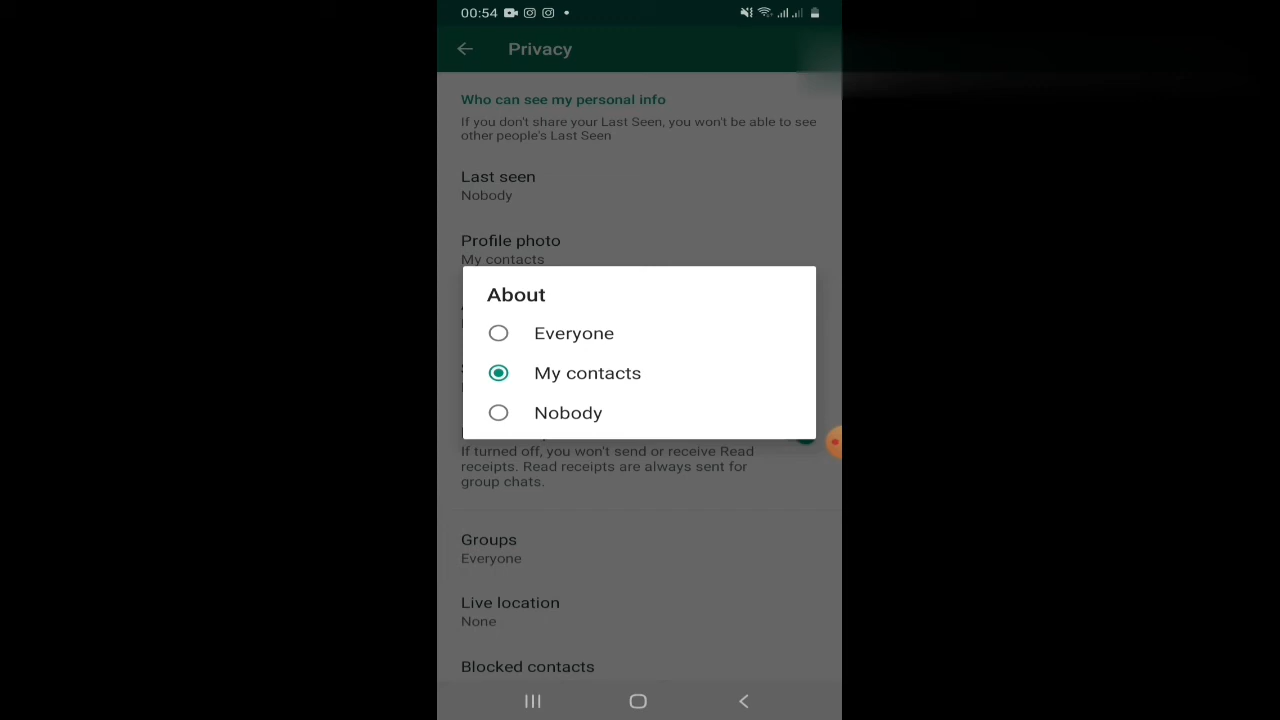 00:54
Privacy
Who can see my personal info
If you don't share your Last Seen, you won't be able to see
other people's Last Seen
Last seen
Nobody
Profile photo
My contacts
About
Everyone
My contacts
Nobody
If turned off, you won't send or receive Read
receipts. Read receipts are always sent for
group chats.
Groups
Everyone
Live location
None
Blocked contacts